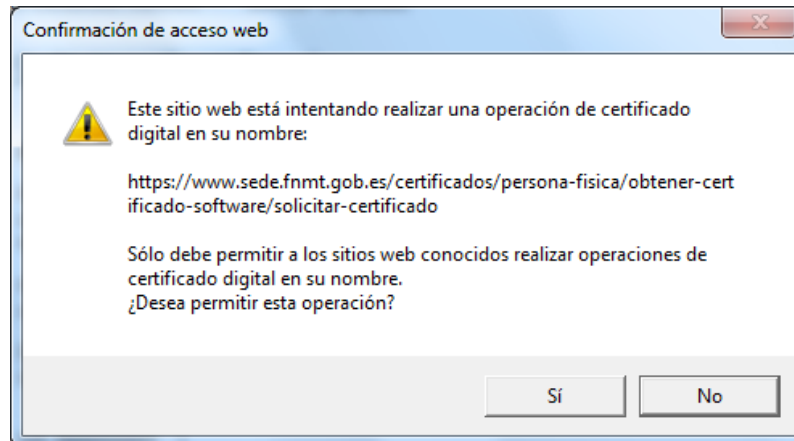 Confirmación de acceso web
Este sitio web está intentando realizar una operación de certificado
digital en su nombre:
https://www.sede.fnmt.gob.es/certificados/persona-fisica/obtener-cert
ificado-software/solicitar-certificado
Sólo debe permitir a los sitios web conocidos realizar operaciones de
certificado digital en su nombre.
¿Desea permitir esta operación?
Sí
No